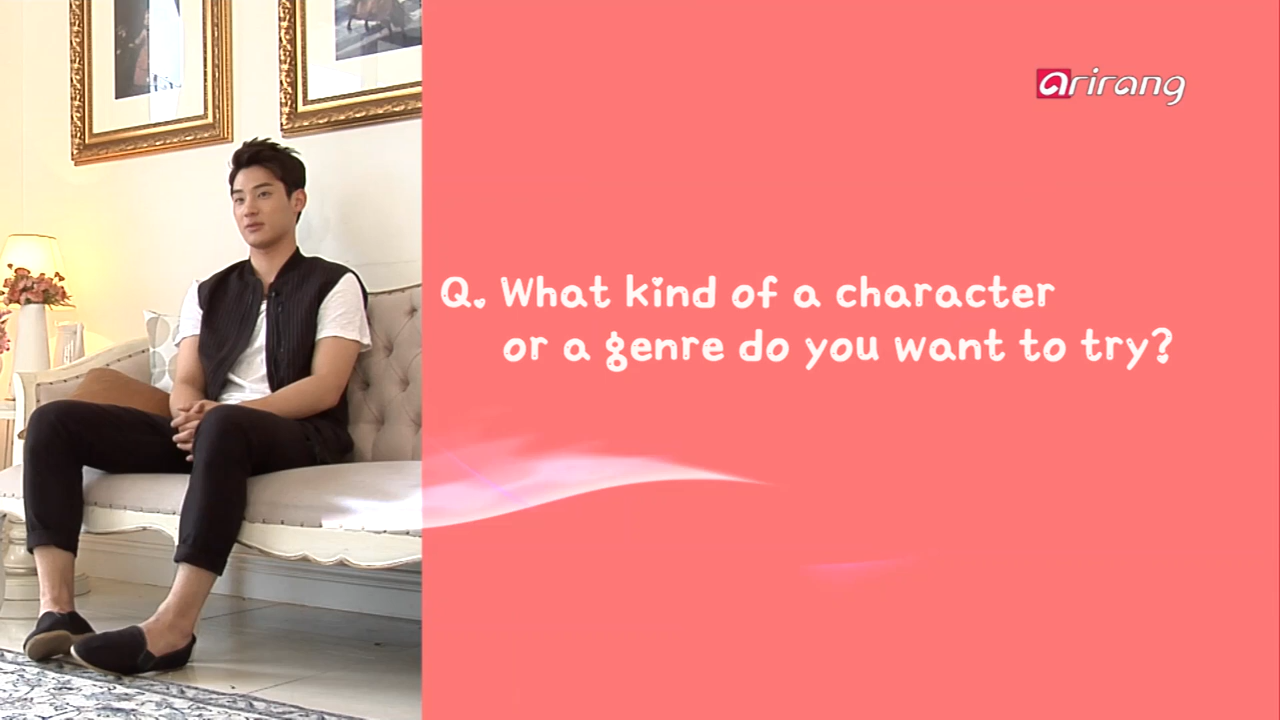 arirang
Q. What kind of a character
or a genre do you want to try?